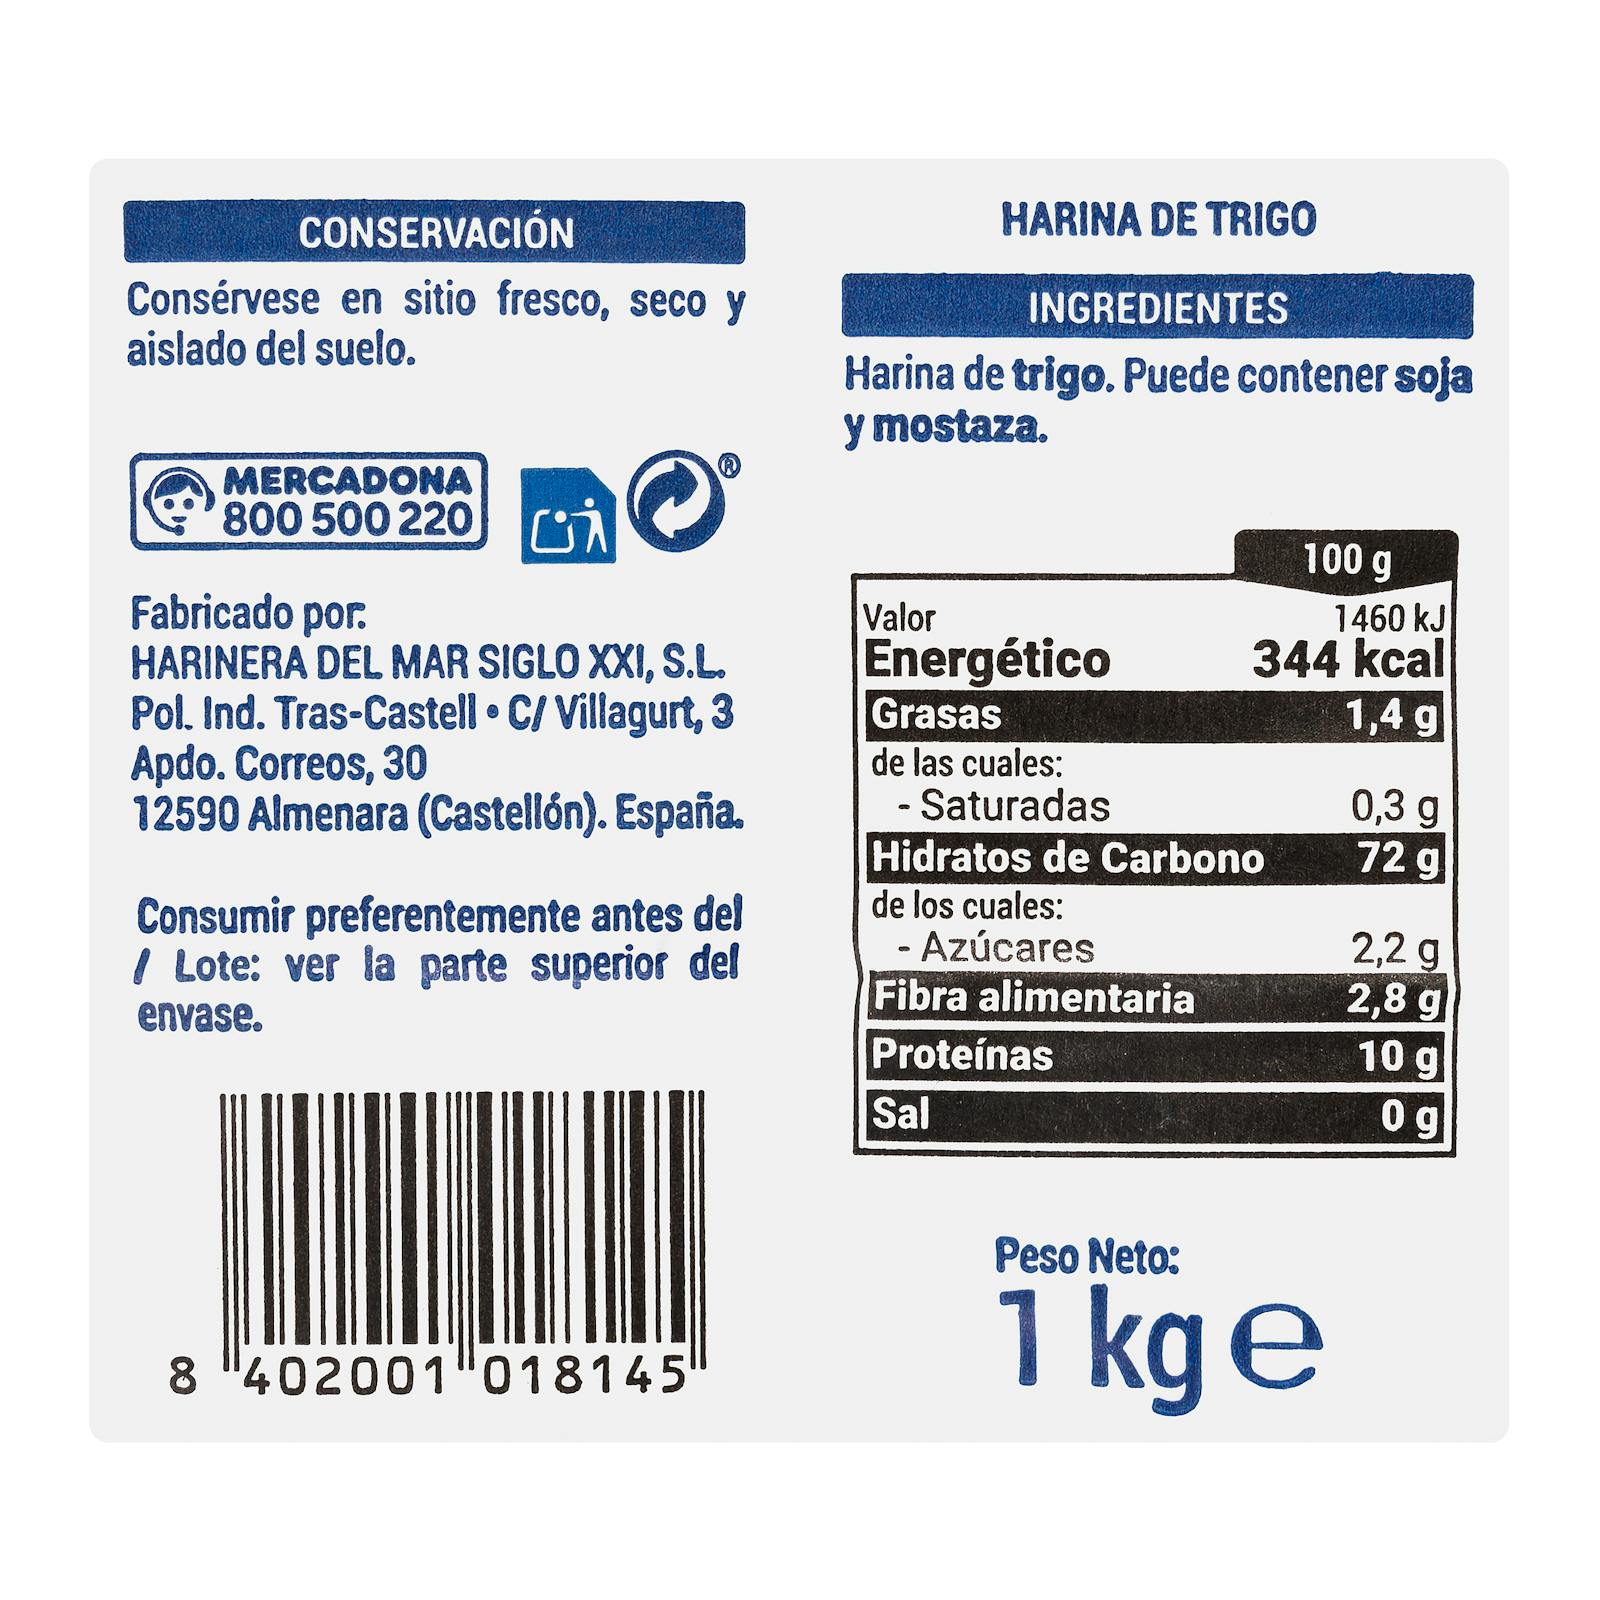 CONSERVACIÓN
Consérvese en sitio fresco, seco y
aislado del suelo.
MERCADONA
800 500 220
®
Fabricado por:
HARINERA DEL MAR SIGLO XXI, S.L.
Pol. Ind. Tras-Castell • C/ Villagurt, 3
Apdo. Correos, 30
12590 Almenara (Castellón). España.
Consumir preferentemente antes del
/ Lote: ver la parte superior del
envase.
8 402001 018145
HARINA DE TRIGO
INGREDIENTES
Harina de trigo. Puede contener soja
y mostaza.
100 g
Valor 1460 kJ
Energético 344 kcal
Grasas 1,4 g
de las cuales:
- Saturadas 0,3 g
Hidratos de Carbono 72 g
de los cuales:
- Azúcares 2,2 g
Fibra alimentaria 2,8 g
Proteínas 10 g
Sal 0 g
Peso Neto:
1 kg e